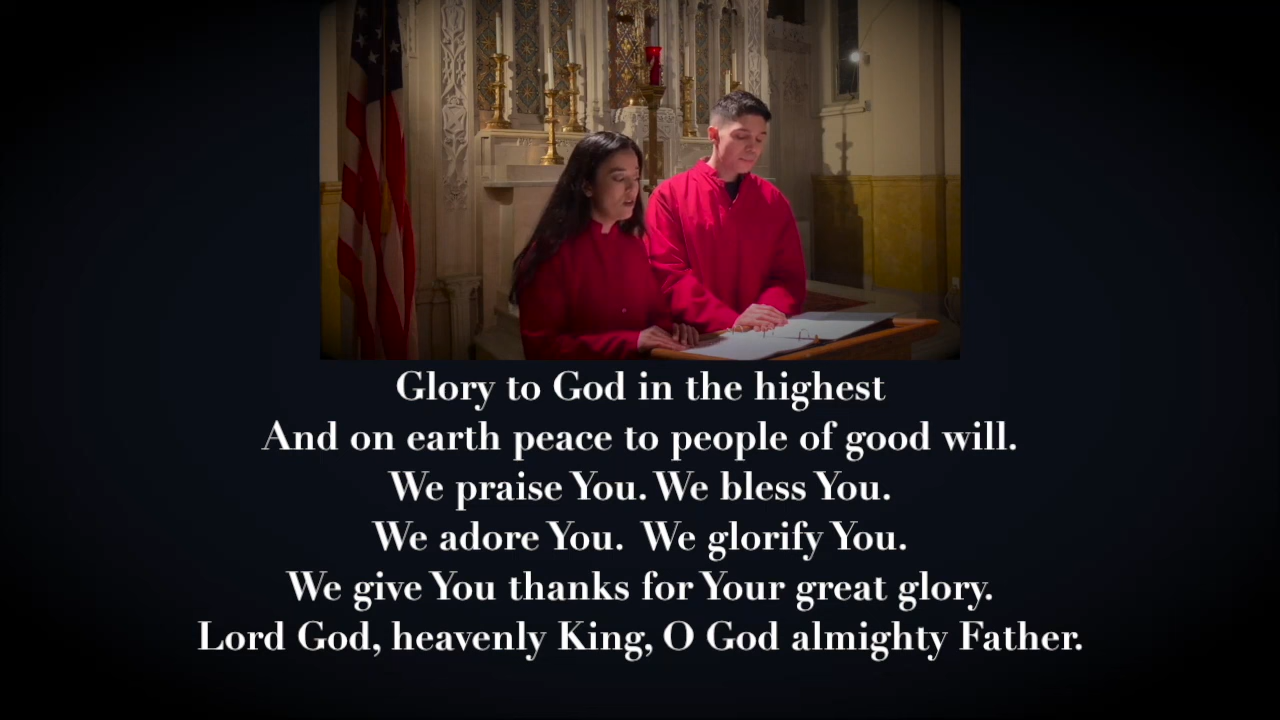 Glory to God in the highest
And on earth peace to people of good will.
We praise You. We bless You.
We adore You.  We glorify You.
We give You thanks for Your great glory.
Lord God, heavenly King, O God almighty Father.